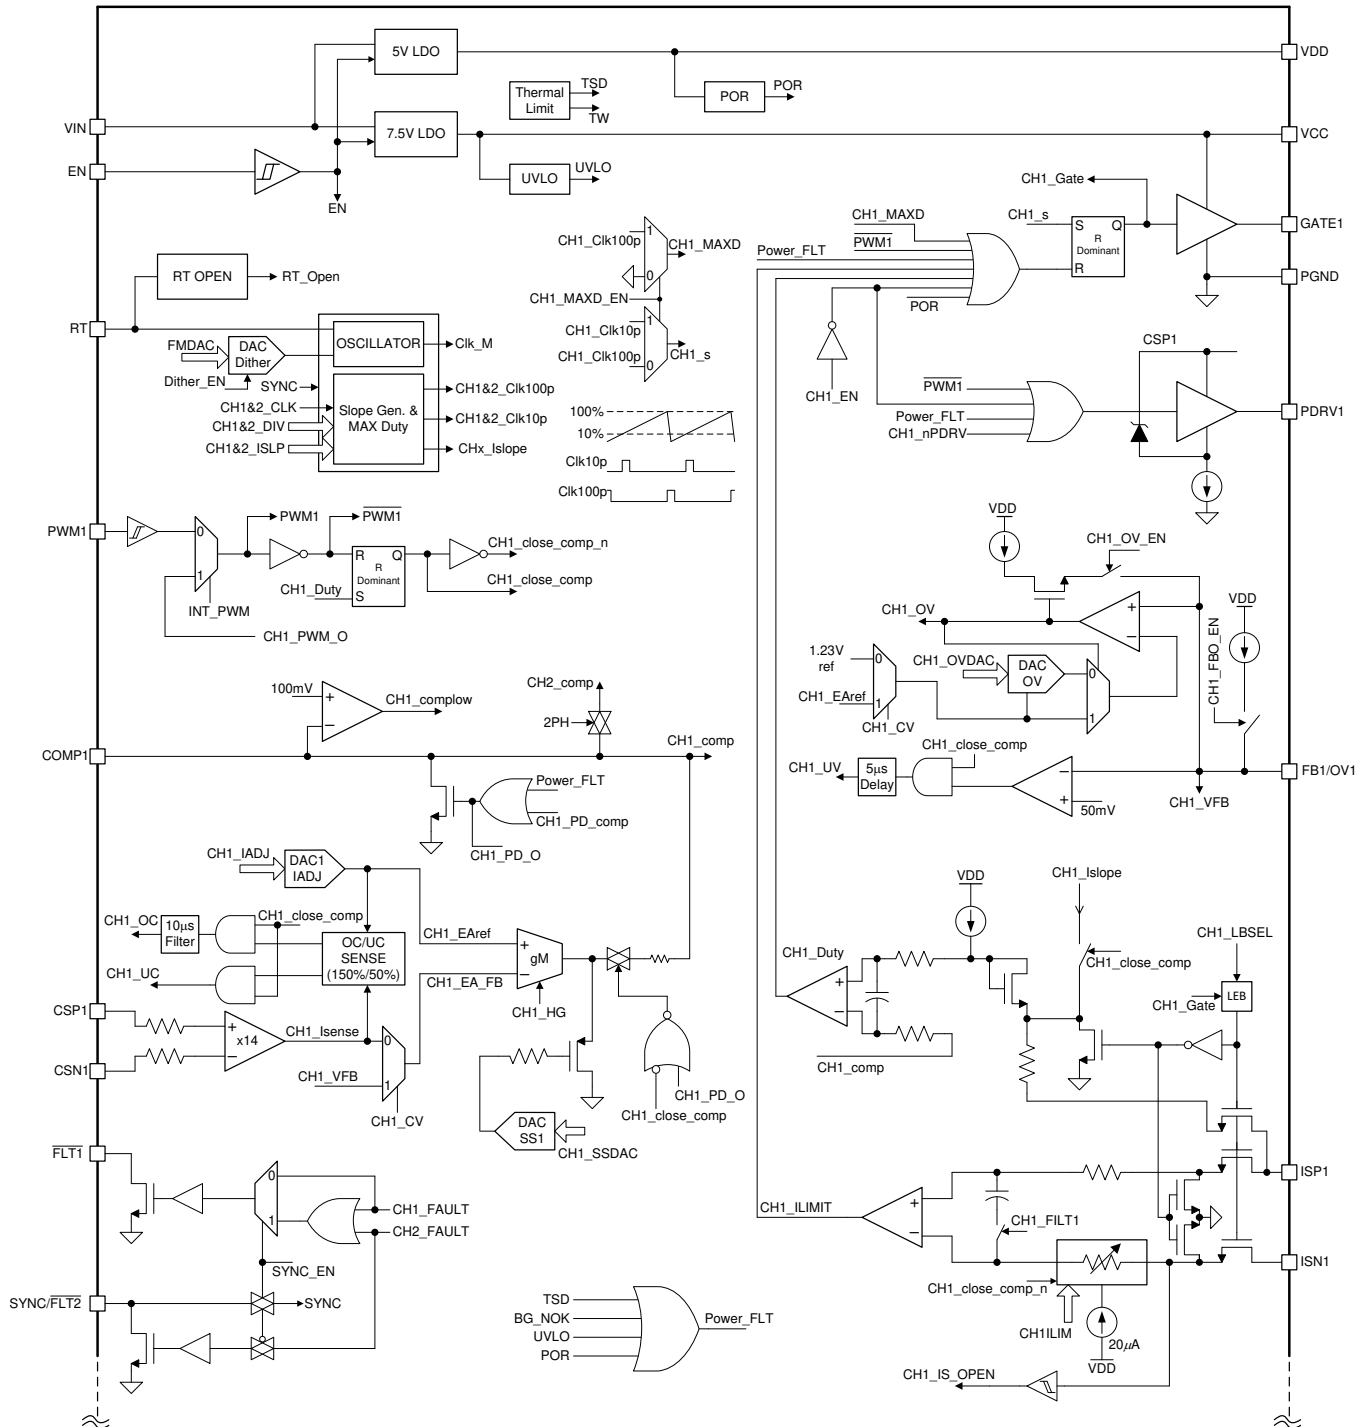 5V LDO
VDD
Thermal
Limit
TSD
TW
POR
POR
VIN
7.5V LDO
VCC
EN
UVLO
UVLO
EN
CH1_Gate
CH1_MAXD
CH1_s
S
Q
R
Dominant
R
GATE1
PWM1
Power_FLT
POR
PGND
CH1_Clk100p
1
0
CH1_MAXD
CH1_MAXD_EN
CH1_Clk10p
1
CH1_Clk100p
0
CH1_s
RT OPEN
RT_Open
RT
FMDAC
DAC
Dither
Dither_EN
OSCILLATOR
Clk_M
SYNC
CH1&2_CLK
CH1&2_DIV
CH1&2_ISLP
Slope Gen. &
MAX Duty
CH1&2_Clk100p
CH1&2_Clk10p
CHx_Islope
100%
10%
Clk10p
Clk100p
CH1_EN
CSP1
PWM1
Power_FLT
CH1_nPDRV
PDRV1
PWM1
0
1
INT_PWM
CH1_PWM_O
PWM1
PWM1
CH1_Duty
R
Q
R
Dominant
S
CH1_close_comp_n
CH1_close_comp
VDD
CH1_OV_EN
CH1_OV
+
−
VDD
CH1_FBO_EN
1.23V
ref
0
CH1_EAref
1
CH1_CV
CH1_OVDAC
DAC
OV
0
1
100mV
+
−
CH1_complow
CH2_comp
2PH
COMP1
CH1_comp
CH1_close_comp
CH1_UV
5µs
Delay
−
+
50mV
FB1/OV1
CH1_VFB
Power_FLT
CH1_PD_comp
CH1_PD_O
CH1_IADJ
DAC1
IADJ
CH1_OC
10µs
Filter
CH1_close_comp
CH1_UC
OC/UC
SENSE
(150%/50%)
CH1_EAref
CH1_EA_FB
+
−
gM
CH1_HG
CSP1
CSN1
+
−
x14
CH1_Isense
0
CH1_VFB
1
CH1_CV
DAC
SS1
CH1_SSDAC
CH1_PD_O
CH1_close_comp
VDD
CH1_Islope
CH1_close_comp
CH1_LBSEL
CH1_Gate
LEB
CH1_Duty
+
−
CH1_comp
FLT1
0
1
CH1_FAULT
CH2_FAULT
SYNC_EN
SYNC/FLT2
SYNC
TSD
BG_NOK
UVLO
POR
Power_FLT
ISP1
CH1_ILIMIT
+
−
CH1_FILT1
ISN1
CH1_close_comp_n
CH1ILIM
20µA
VDD
CH1_IS_OPEN